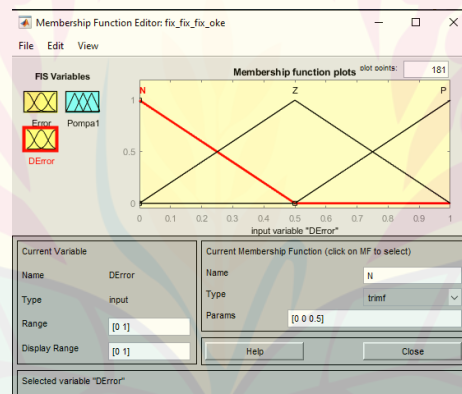 Membership Function Editor: fix_fix_fix_oke
File Edit View
FIS Variables
Membership function plots
plot points: 181
Error Pompa1
DError
N Z P
1
0.5
0
0 0.1 0.2 0.3 0.4 0.5 0.6 0.7 0.8 0.9 1
input variable "DError"
Current Variable
Name DError
Type input
Range [0 1]
Display Range [0 1]
Current Membership Function (click on MF to select)
Name N
Type trimf
Params [0 0 0.5]
Help Close
Selected variable "DError"